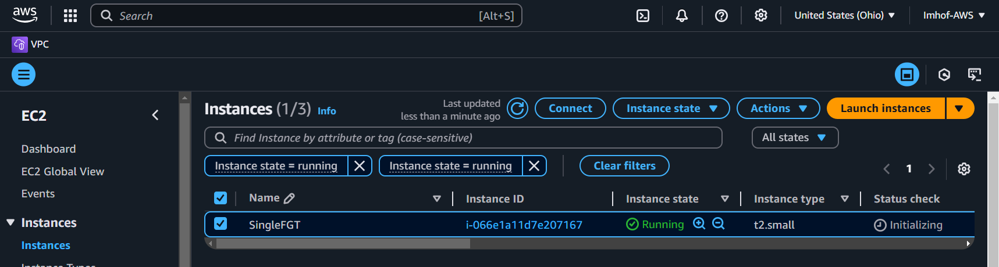 aws Search [Alt+S] United States (Ohio) Imhof-AWS
VPC
EC2
Dashboard
EC2 Global View
Events
Instances
Instances
Instance Types
Instances (1/3) Info
Last updated
less than a minute ago
Connect Instance state Actions Launch instances
Find Instance by attribute or tag (case-sensitive) All states
Instance state = running Instance state = running Clear filters 1
Name Instance ID Instance state Instance type Status check
SingleFGT i-066e1a11d7e207167 Running t2.small Initializing